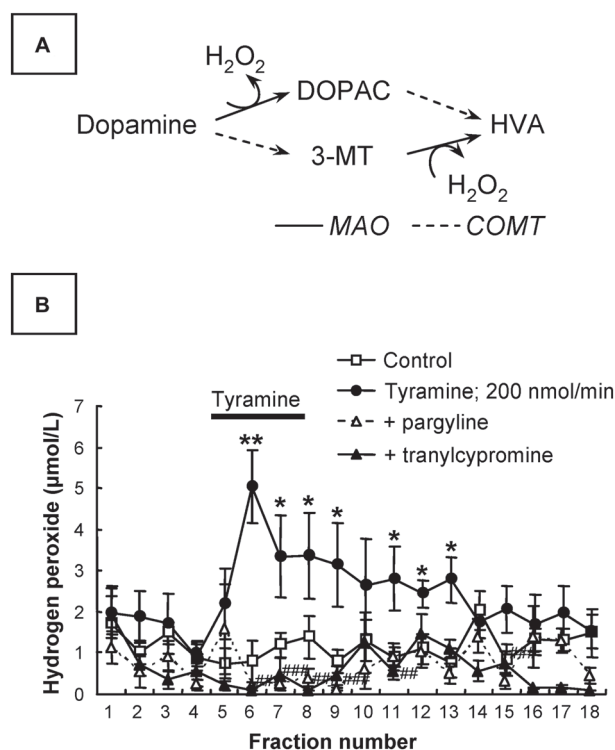 A
H₂O₂
DOPAC
Dopamine
HVA
3-MT
H₂O₂
MAO
COMT
B
Control
Tyramine; 200 nmol/min
+ pargyline
+ tranylcypromine
Tyramine
Hydrogen peroxide (µmol/L)
7
6
5
4
3
2
1
0
**
*
*
*
*
*
*
###
##
1 2 3 4 5 6 7 8 9 10 11 12 13 14 15 16 17 18
Fraction number